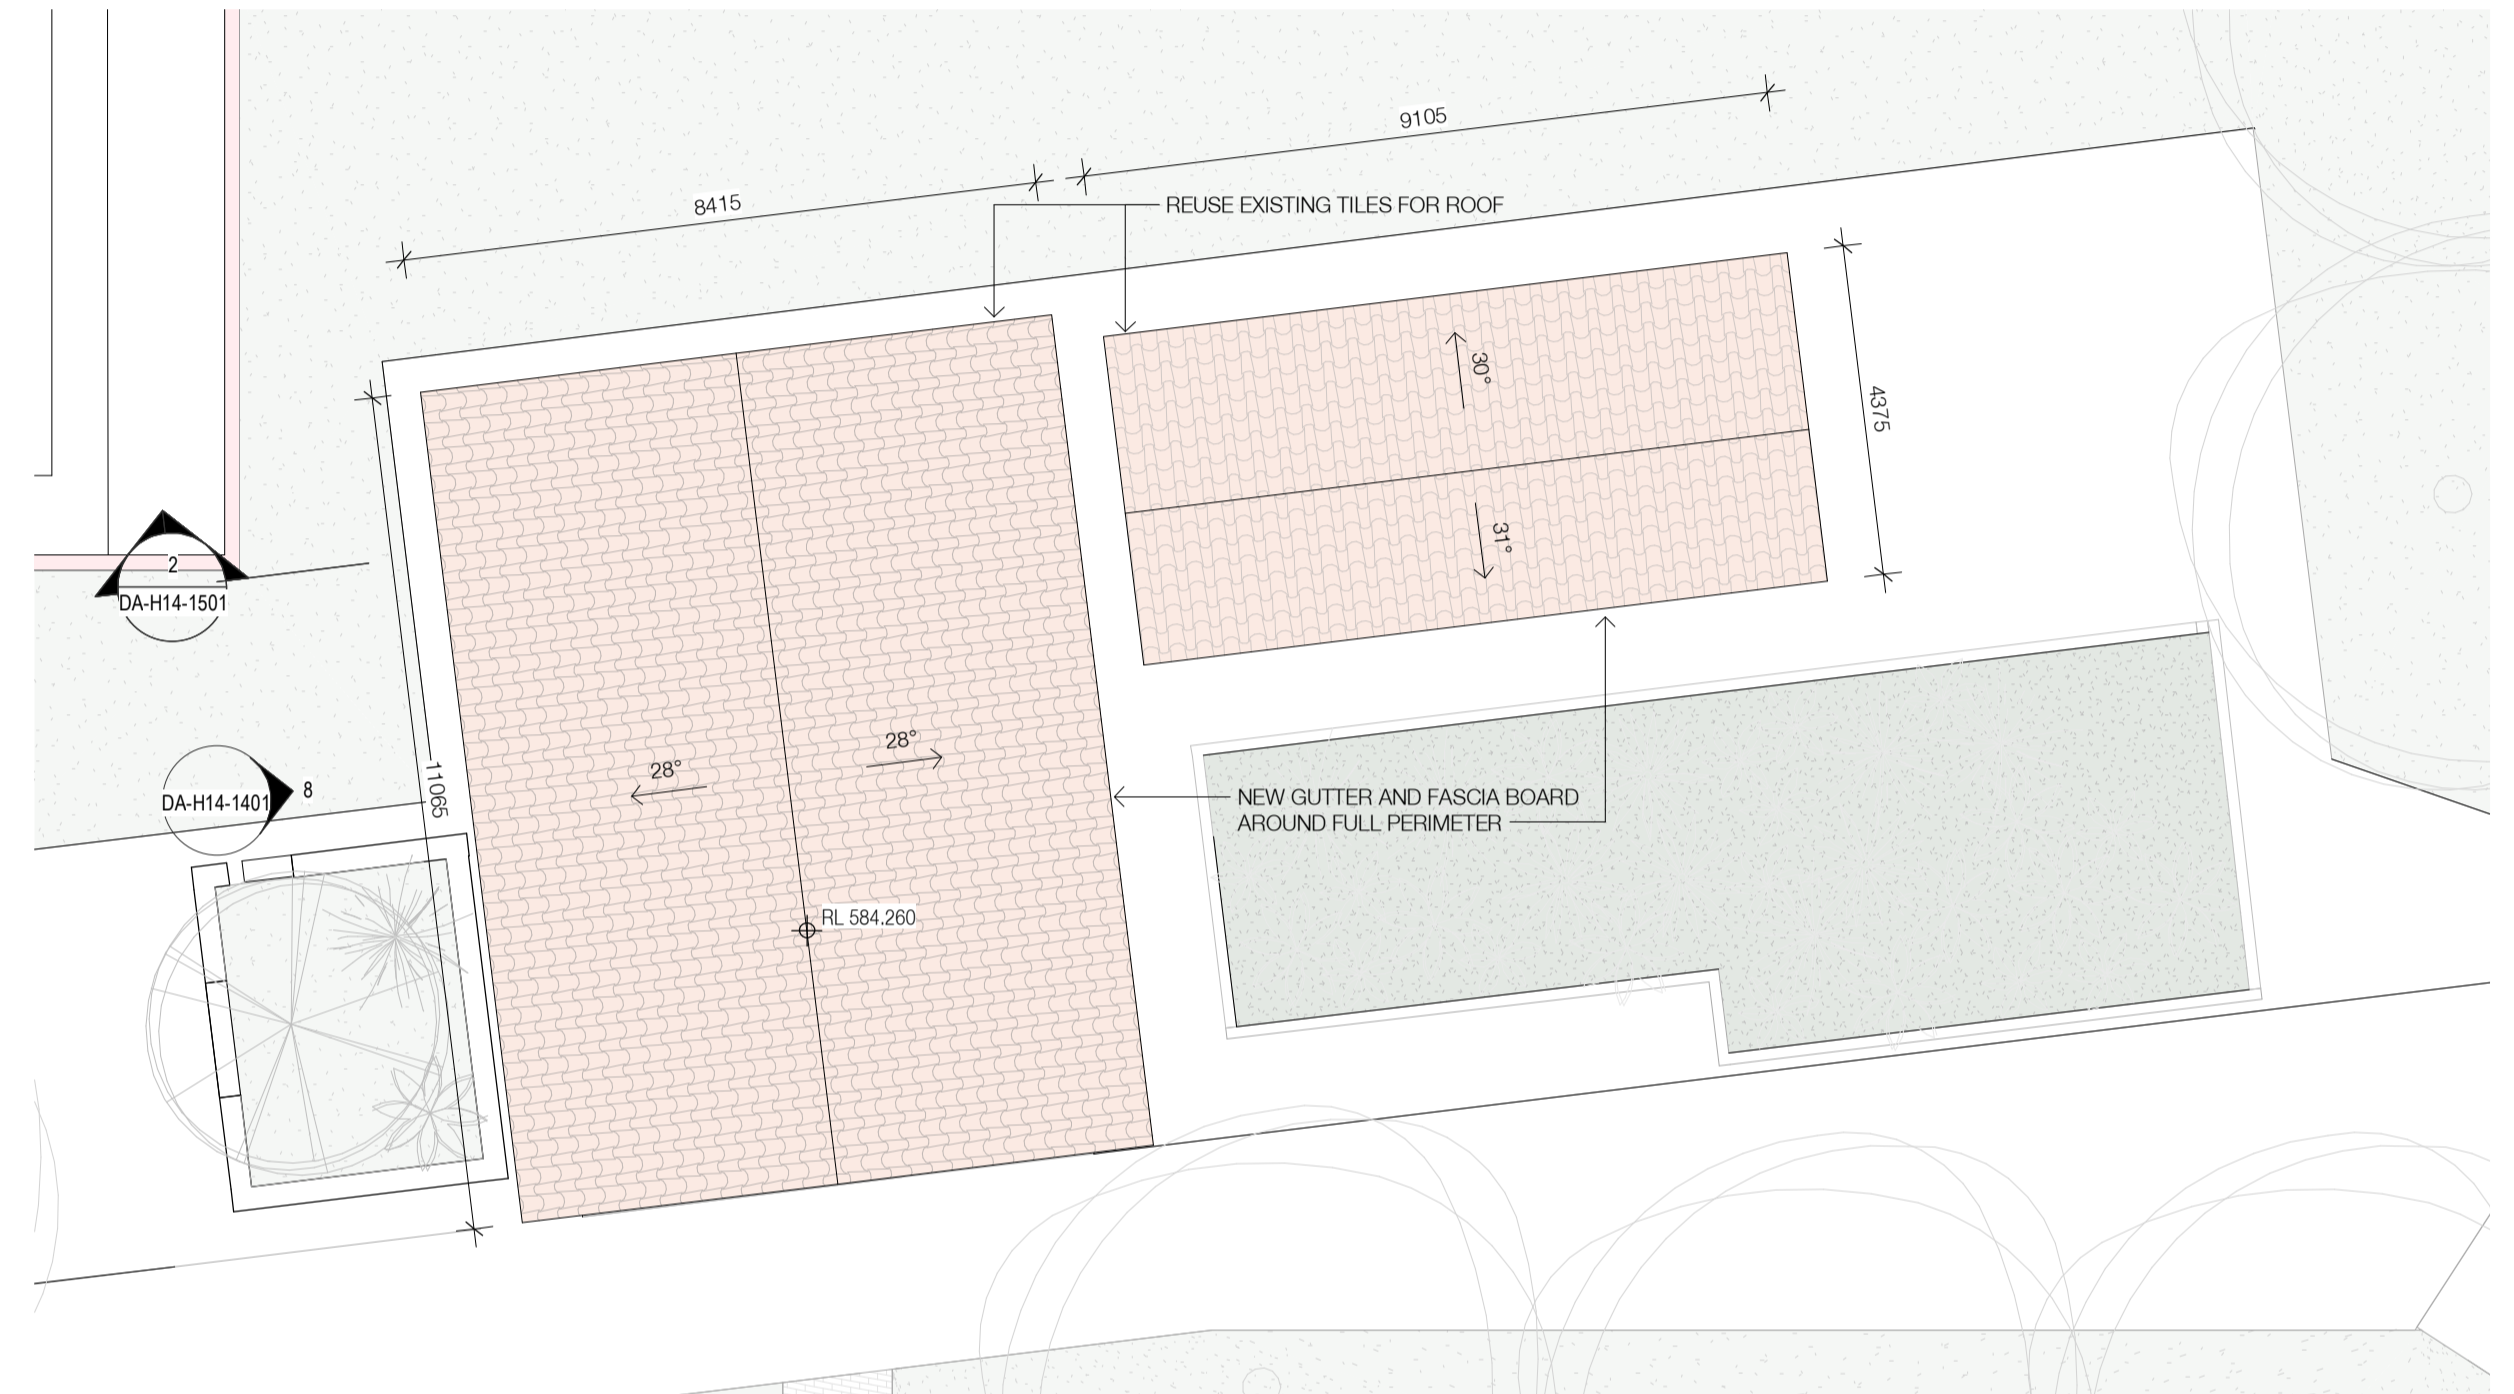 9105
8415
REUSE EXISTING TILES FOR ROOF
30°
4375
31°
2
DA-H14-1501
28°
28°
11065
8
DA-H14-1401
NEW GUTTER AND FASCIA BOARD
AROUND FULL PERIMETER
RL 584.260